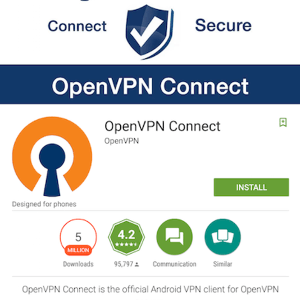 Connect
Secure
OpenVPN Connect
OpenVPN Connect
OpenVPN
INSTALL
Designed for phones
5
MILLION
4.2
Downloads
95,797
Communication
Similar
OpenVPN Connect is the official Android VPN client for OpenVPN